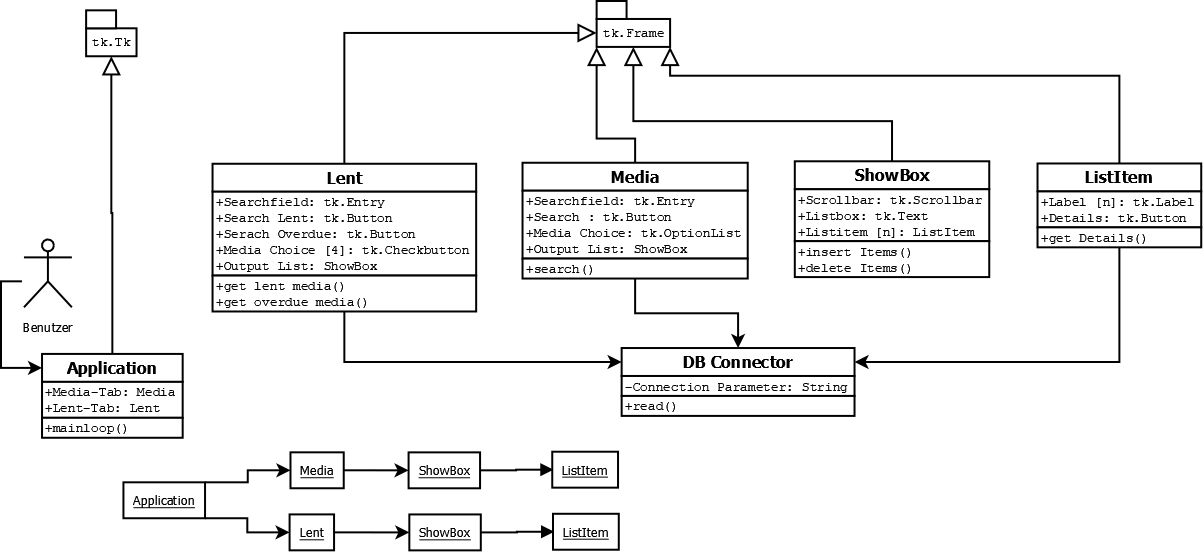 tk.Tk
tk.Frame
Lent
+Searchfield: tk.Entry
+Search Lent: tk.Button
+Serach Overdue: tk.Button
+Media Choice [4]: tk.Checkbutton
+Output List: ShowBox
+get lent media()
+get overdue media()
Media
+Searchfield: tk.Entry
+Search : tk.Button
+Media Choice: tk.OptionList
+Output List: ShowBox
+search()
ShowBox
+Scrollbar: tk.Scrollbar
+Listbox: tk.Text
+Listitem [n]: ListItem
+insert Items()
+delete Items()
ListItem
+Label [n]: tk.Label
+Details: tk.Button
+get Details()
Benutzer
Application
+Media-Tab: Media
+Lent-Tab: Lent
+mainloop()
DB Connector
-Connection Parameter: String
+read()
Application
Media
ShowBox
ListItem
Lent
ShowBox
ListItem